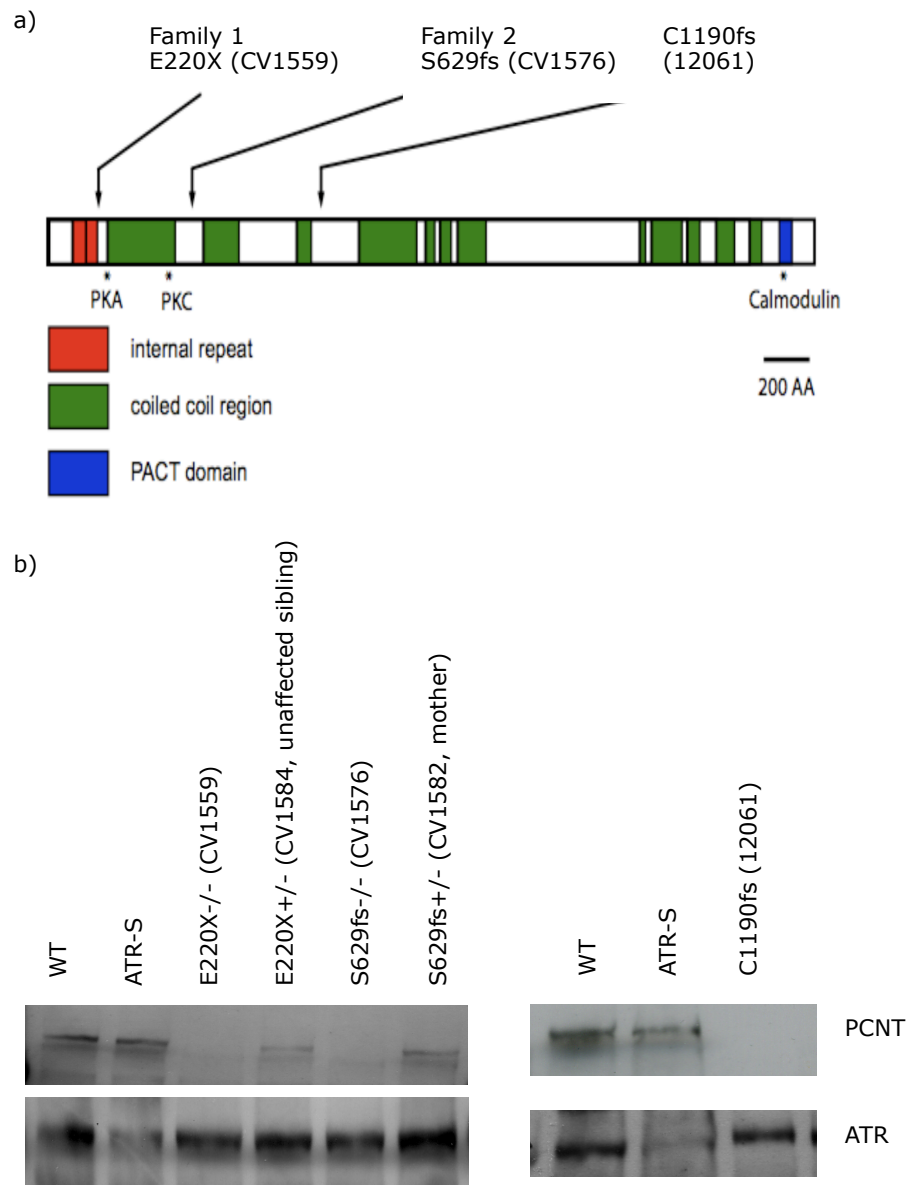 a)
Family 1
E220X (CV1559)
Family 2
S629fs (CV1576)
C1190fs
(12061)
*
PKA
*
PKC
*
Calmodulin
internal repeat
coiled coil region
PACT domain
200 AA
b)
WT
ATR-S
E220X-/- (CV1559)
E220X+/- (CV1584, unaffected sibling)
S629fs-/- (CV1576)
S629fs+/- (CV1582, mother)
WT
ATR-S
C1190fs (12061)
PCNT
ATR